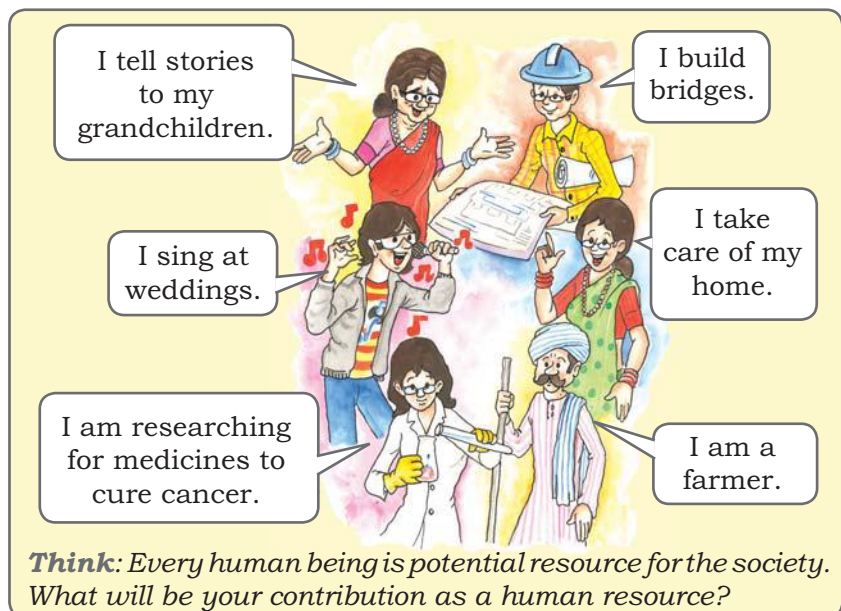 I tell stories
to my
grandchildren.
I build
bridges.
I sing at
weddings.
I take
care of my
home.
I am researching
for medicines to
cure cancer.
I am a
farmer.
Think: Every human being is potential resource for the society.
What will be your contribution as a human resource?